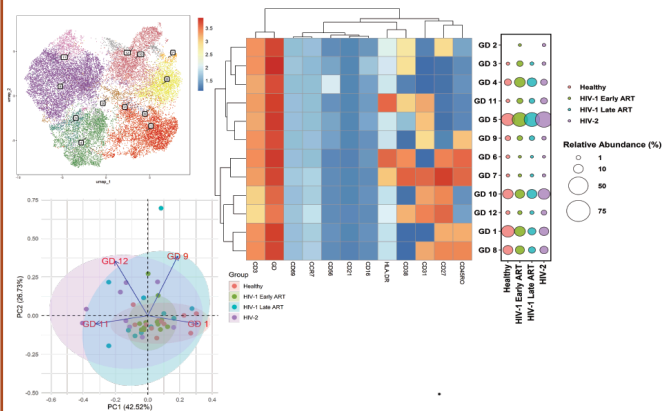 3.5
3
2.5
2
1.5
umap_2
umap_1
GD 2
GD 3
GD 4
GD 11
GD 5
GD 9
GD 6
GD 7
GD 10
GD 12
GD 1
GD 8
CD3
GD
CD69
CCR7
CD56
CD21
CD16
HLA.DR
CD28
CD31
CD27
CD45RO
Healthy
HIV-1 Early ART
HIV-1 Late ART
HIV-2
Healthy
HIV-1 Early ART
HIV-1 Late ART
HIV-2
Relative Abundance (%)
1
10
50
75
0.75
0.50
0.25
0.00
-0.25
-0.50
PC2 (26.73%)
GD 12
GD 9
GD 11
GD 1
-0.4
-0.2
0.0
0.2
0.4
PC1 (42.52%)
Group
Healthy
HIV-1 Early ART
HIV-1 Late ART
HIV-2